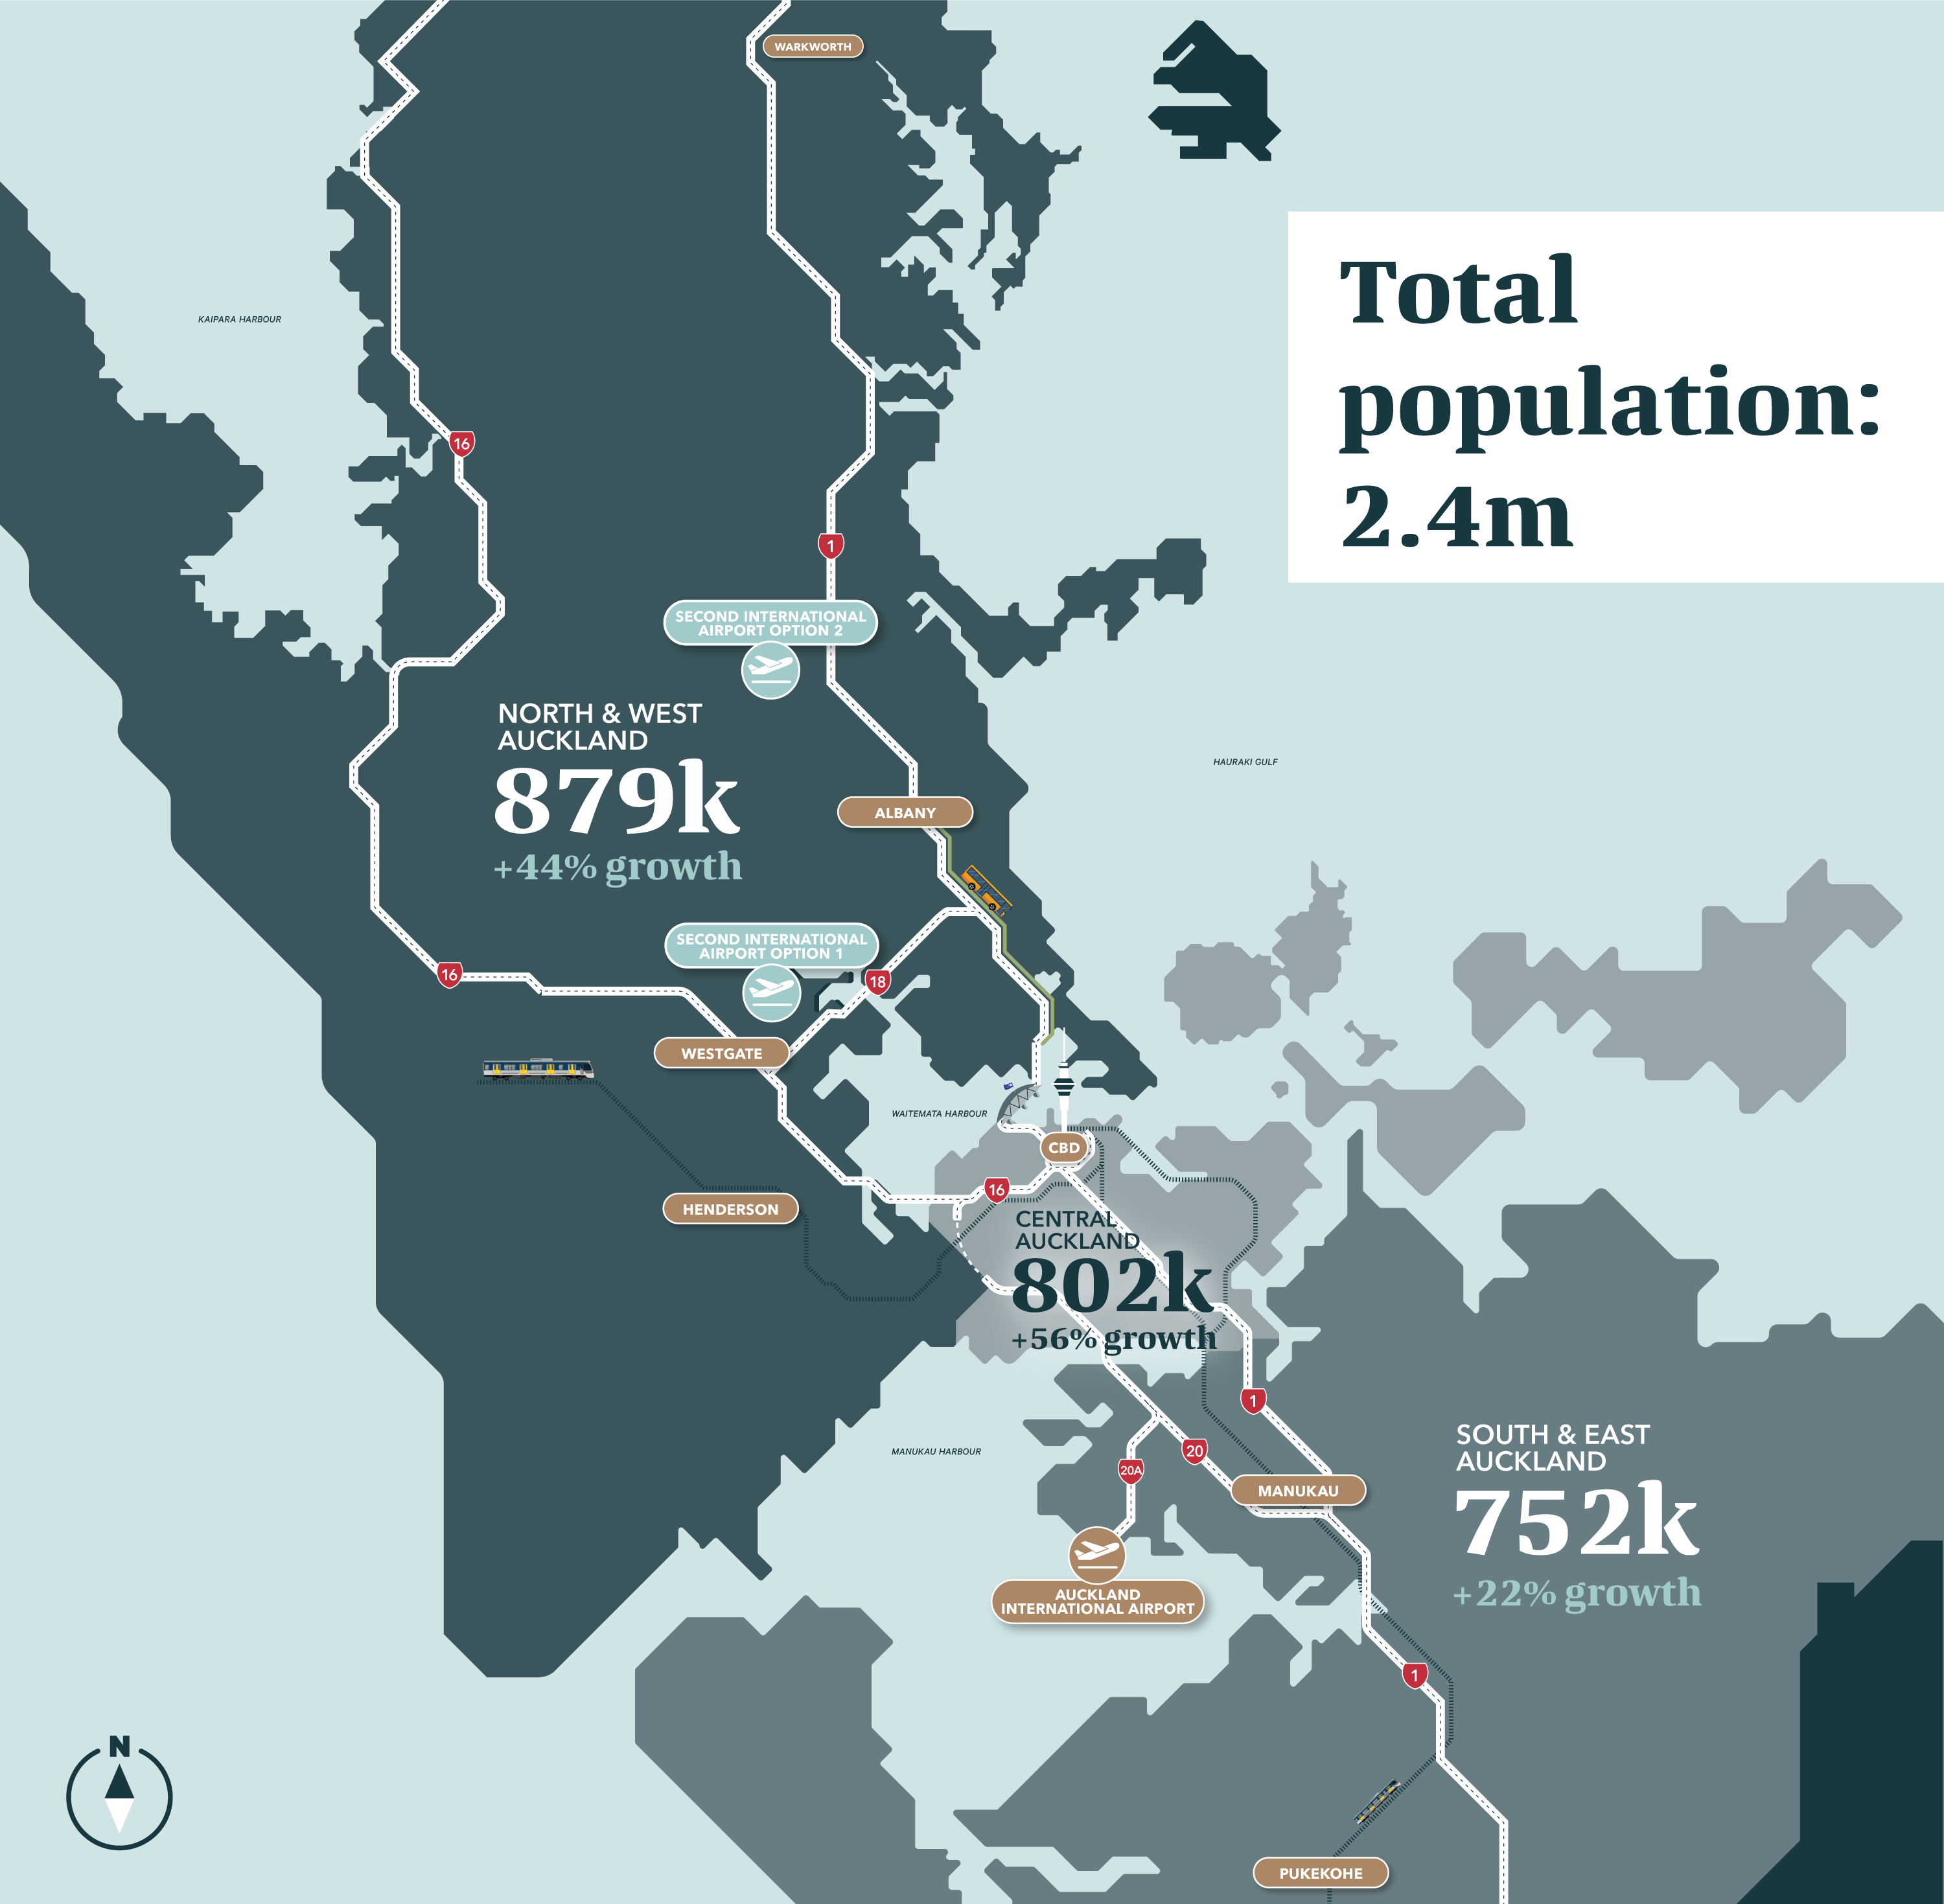 WARKWORTH
Total
population:
2.4m
KAIPARA HARBOUR
16
1
SECOND INTERNATIONAL
AIRPORT OPTION 2
NORTH & WEST
AUCKLAND
879k
+44% growth
HAURAKI GULF
ALBANY
SECOND INTERNATIONAL
AIRPORT OPTION 1
16
18
WESTGATE
WAITEMATA HARBOUR
CBD
16
HENDERSON
CENTRAL
AUCKLAND
802k
+56% growth
1
MANUKAU HARBOUR
20
20A
MANUKAU
SOUTH & EAST
AUCKLAND
752k
+22% growth
AUCKLAND
INTERNATIONAL AIRPORT
1
N
PUKEKOHE